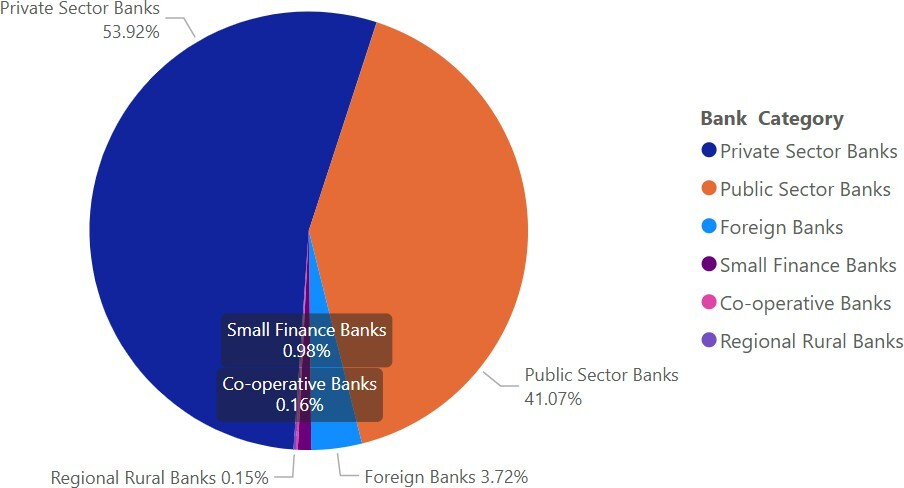 Private Sector Banks
53.92%
Small Finance Banks
0.98%
Co-operative Banks
0.16%
Public Sector Banks
41.07%
Regional Rural Banks 0.15%
Foreign Banks 3.72%
Bank Category
Private Sector Banks
Public Sector Banks
Foreign Banks
Small Finance Banks
Co-operative Banks
Regional Rural Banks